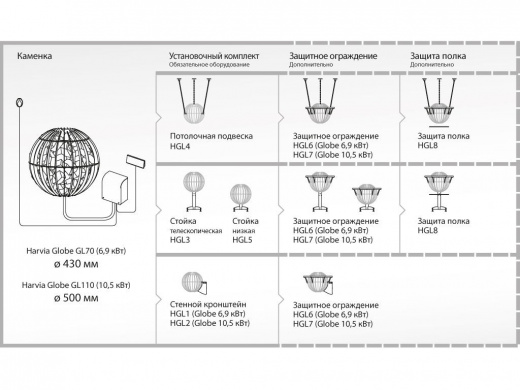 Каменка
Установочный комплект
Обязательное оборудование
Защитное ограждение
Дополнительно
Защита полка
Дополнительно
Потолочная подвеска
HGL4
Защитное ограждение
HGL6 (Globe 6,9 кВт)
HGL7 (Globe 10,5 кВт)
Защита полка
HGL8
Стойка
телескопическая
HGL3
Стойка
низкая
HGL5
Защитное ограждение
HGL6 (Globe 6,9 кВт)
HGL7 (Globe 10,5 кВт)
Защита полка
HGL8
Harvia Globe GL70 (6,9 кВт)
ø 430 мм
Harvia Globe GL110 (10,5 кВт)
ø 500 мм
Стенной кронштейн
HGL1 (Globe 6,9 кВт)
HGL2 (Globe 10,5 кВт)
Защитное ограждение
HGL6 (Globe 6,9 кВт)
HGL7 (Globe 10,5 кВт)